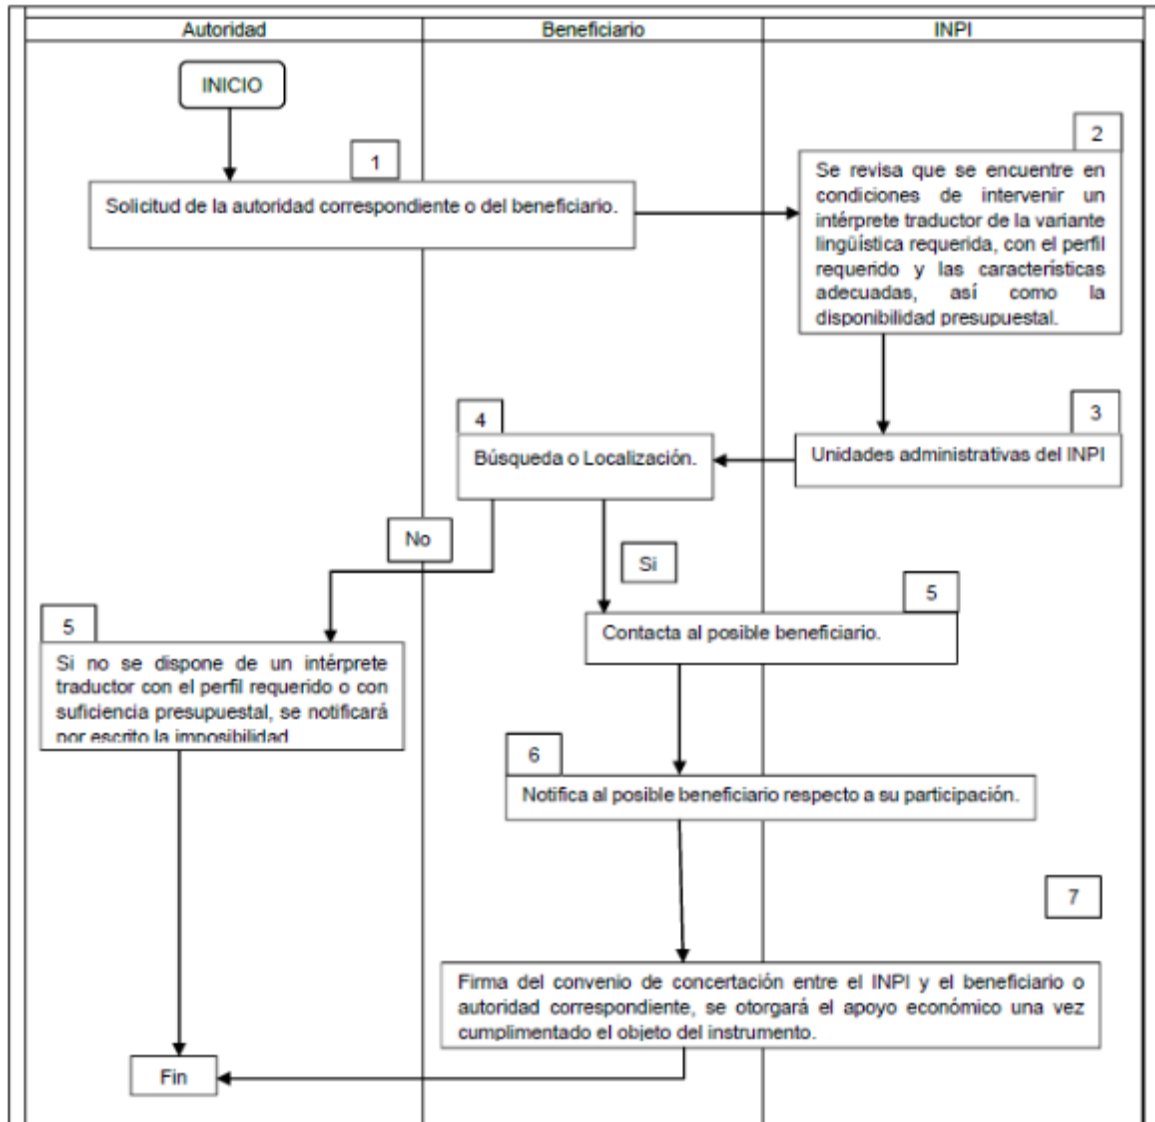 Autoridad
Beneficiario
INPI
INICIO
1
Solicitud de la autoridad correspondiente o del beneficiario.
2
Se revisa que se encuentre en
condiciones de intervenir un
intérprete traductor de la variante
lingüística requerida, con el perfil
requerido y las características
adecuadas, así como la
disponibilidad presupuestal.
3
Unidades administrativas del INPI
4
Búsqueda o Localización.
No
Si
5
Si no se dispone de un intérprete
traductor con el perfil requerido o con
suficiencia presupuestal, se notificará
por escrito la imposibilidad
5
Contacta al posible beneficiario.
6
Notifica al posible beneficiario respecto a su participación.
7
Firma del convenio de concertación entre el INPI y el beneficiario o
autoridad correspondiente, se otorgará el apoyo económico una vez
cumplimentado el objeto del instrumento.
Fin